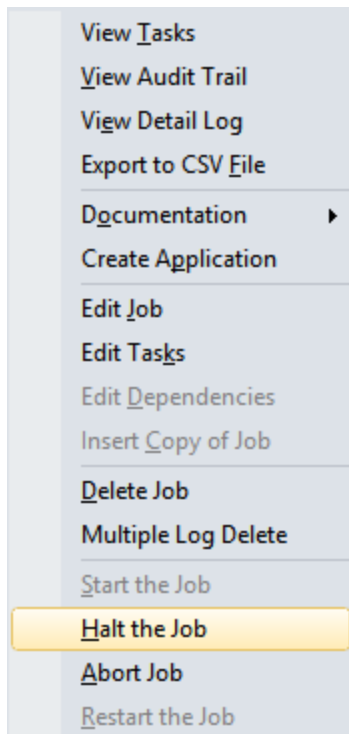 View Tasks
View Audit Trail
View Detail Log
Export to CSV File
Documentation
Create Application
Edit Job
Edit Tasks
Edit Dependencies
Insert Copy of Job
Delete Job
Multiple Log Delete
Start the Job
Halt the Job
Abort Job
Restart the Job